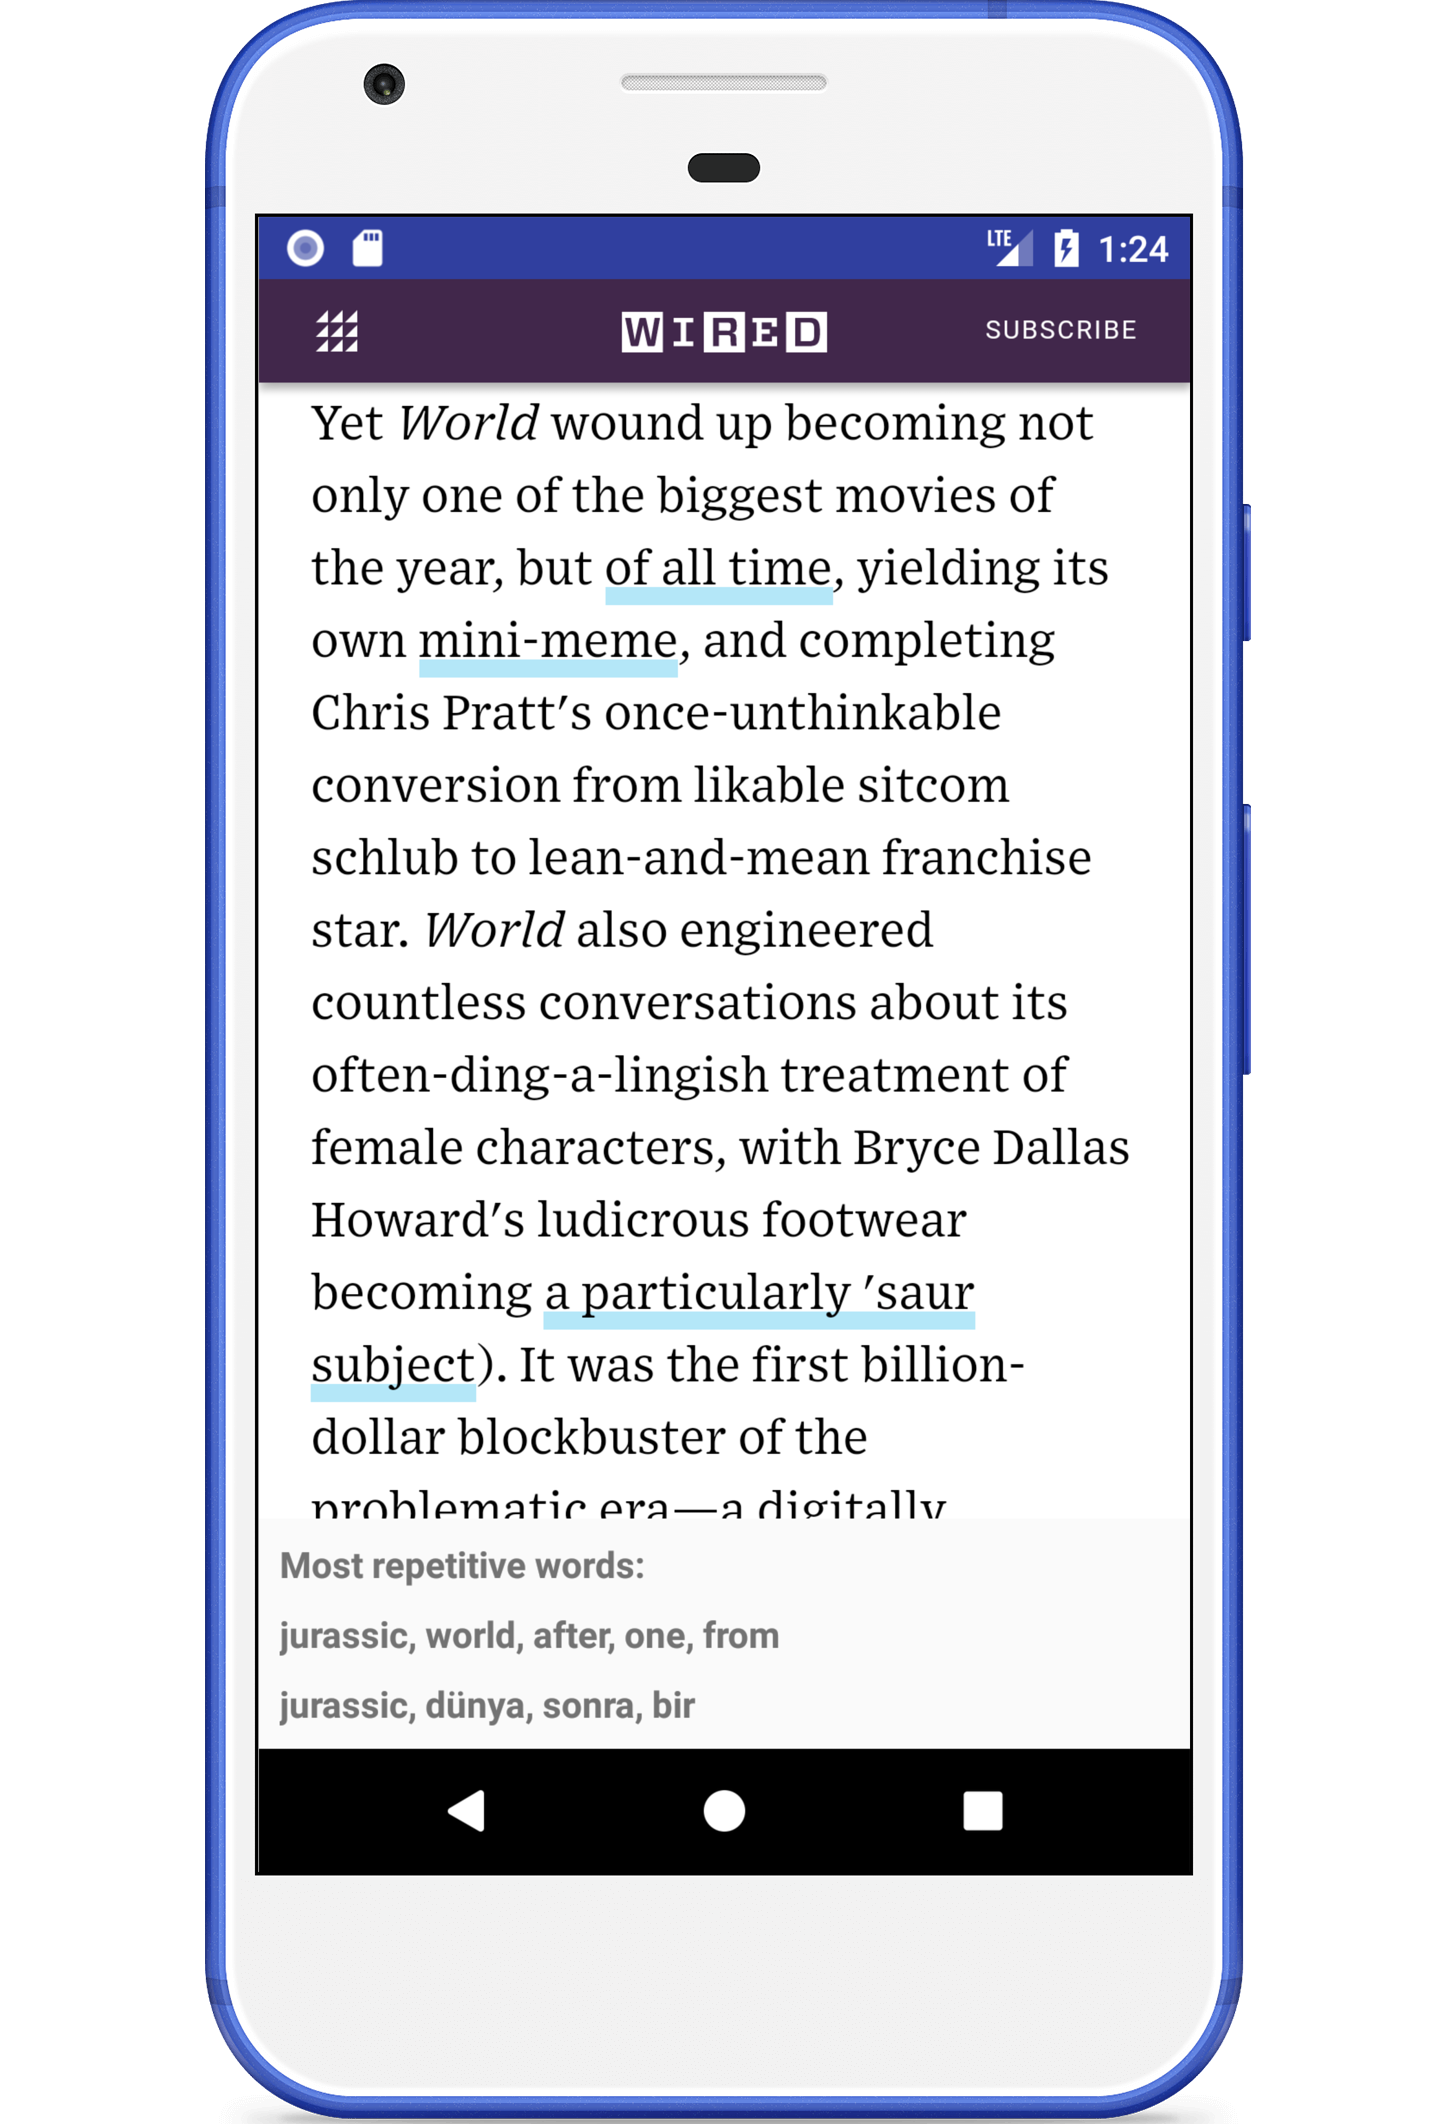 LTE 1:24
WIRED SUBSCRIBE
Yet World wound up becoming not
only one of the biggest movies of
the year, but of all time, yielding its
own mini-meme, and completing
Chris Pratt's once-unthinkable
conversion from likable sitcom
schlub to lean-and-mean franchise
star. World also engineered
countless conversations about its
often-ding-a-lingish treatment of
female characters, with Bryce Dallas
Howard's ludicrous footwear
becoming a particularly 'saur
subject). It was the first billion-
dollar blockbuster of the
problematic era—a digitally
Most repetitive words:
jurassic, world, after, one, from
jurassic, dünya, sonra, bir